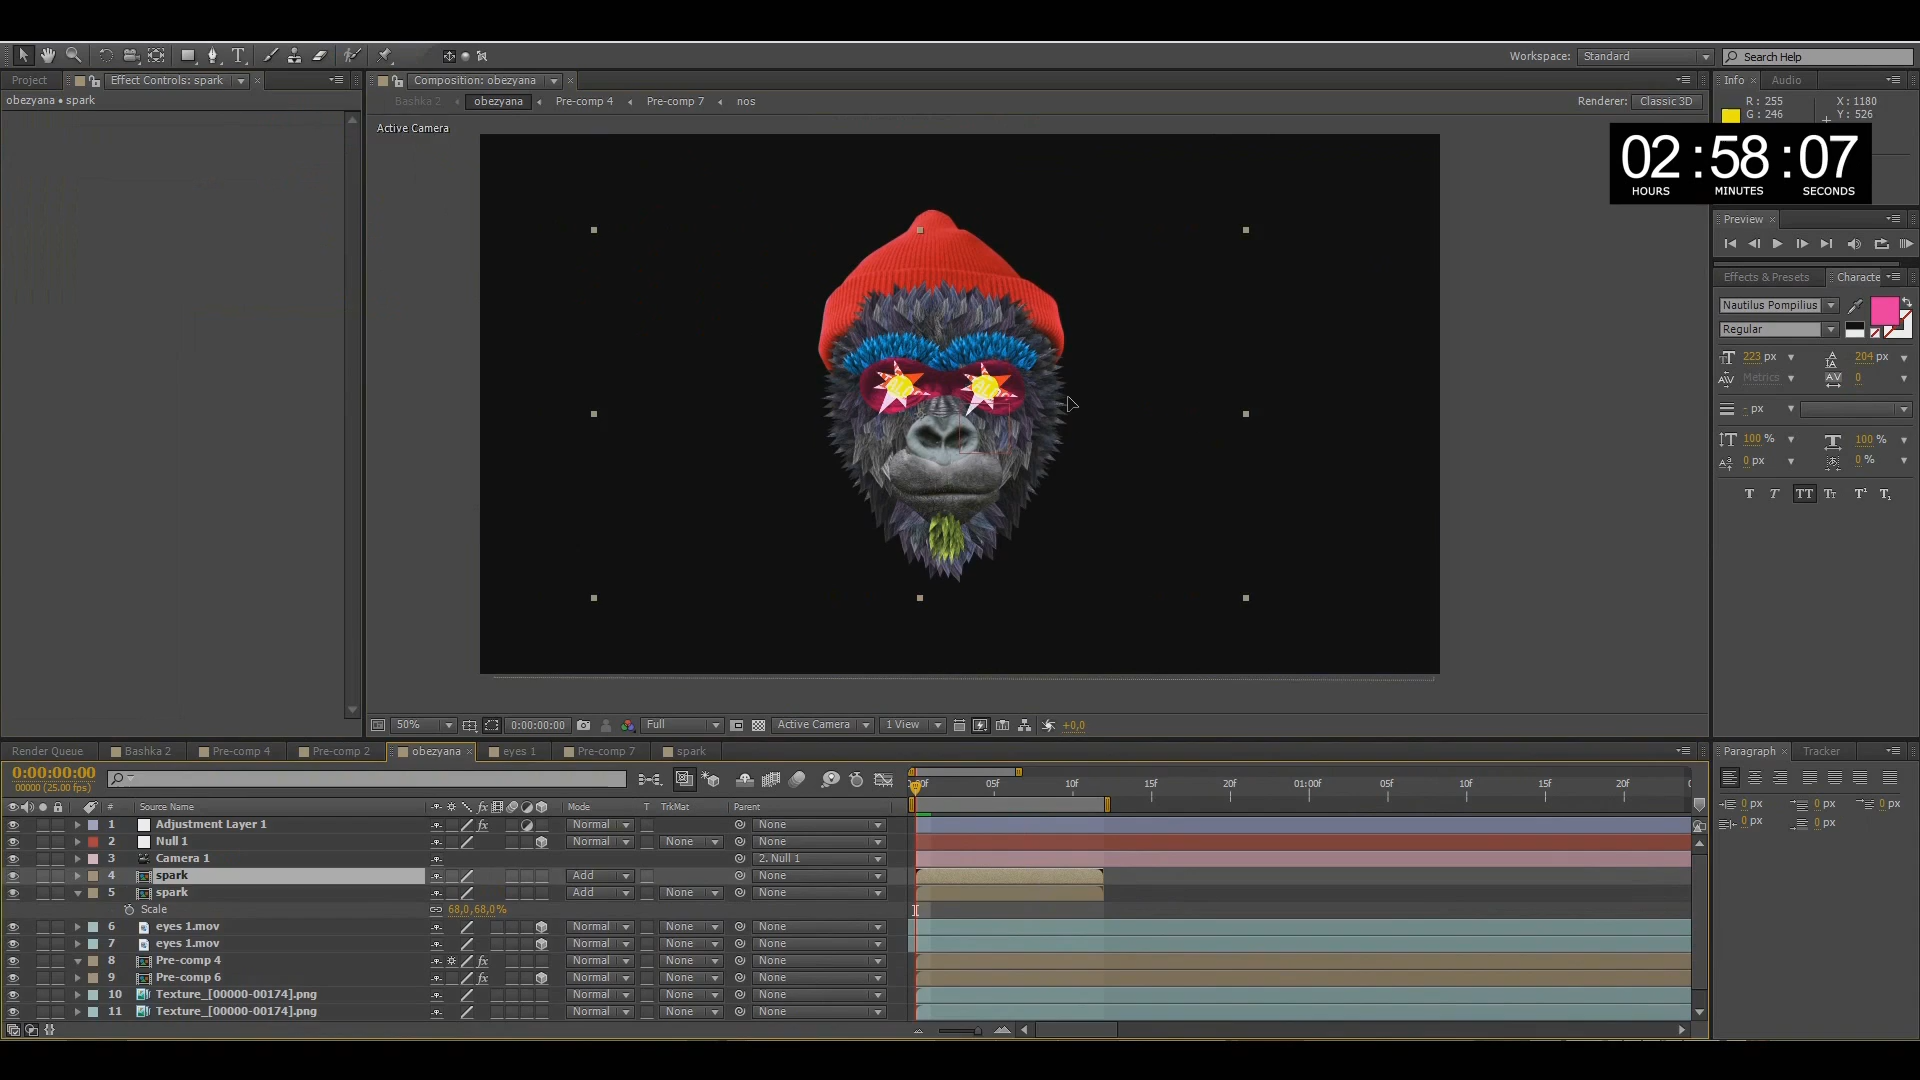 Workspace: Standard Search Help
Project Effect Controls: spark Composition: obezyana Info Audio
obezyana • spark
Bashka 2 obezyana Pre-comp 4 Pre-comp 7 nos Renderer: Classic 3D
R: 255 X: 1180
G: 246 Y: 526
Active Camera
02:58:07
HOURS MINUTES SECONDS
Preview
Effects & Presets Characte
Nautilus Pompilius
Regular
223 px 204 px
Metrics 0
- px
100 % 100 %
0 px 0 %
50% 0:00:00:00 Full Active Camera 1 View +0,0
Render Queue Bashka 2 Pre-comp 4 Pre-comp 2 obezyana eyes 1 Pre-comp 7 spark Paragraph Tracker
0:00:00:00
00000 (25.00 fps)
05f 10f 15f 20f 01:00f 05f 10f 15f 20f
# Source Name Mode T TrkMat Parent
1 Adjustment Layer 1 Normal None
2 Null 1 Normal None None
3 Camera 1 2. Null 1
4 spark Add None
5 spark Add None None
Scale 68,0,68,0%
6 eyes 1.mov Normal None None
7 eyes 1.mov Normal None None
8 Pre-comp 4 Normal None None
9 Pre-comp 6 Normal None None
10 Texture_[00000-00174].png Normal None None
11 Texture_[00000-00174].png Normal None None
0 px 0 px 0 px
0 px 0 px